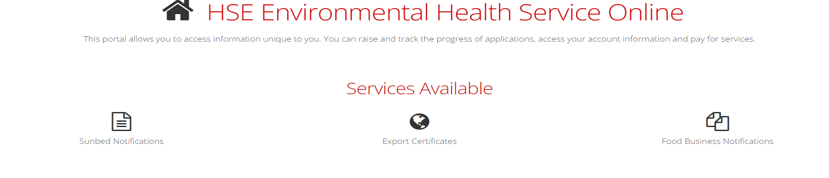 HSE Environmental Health Service Online
This portal allows you to access information unique to you. You can raise and track the progress of applications, access your account information and pay for services.
Services Available
Sunbed Notifications
Export Certificates
Food Business Notifications